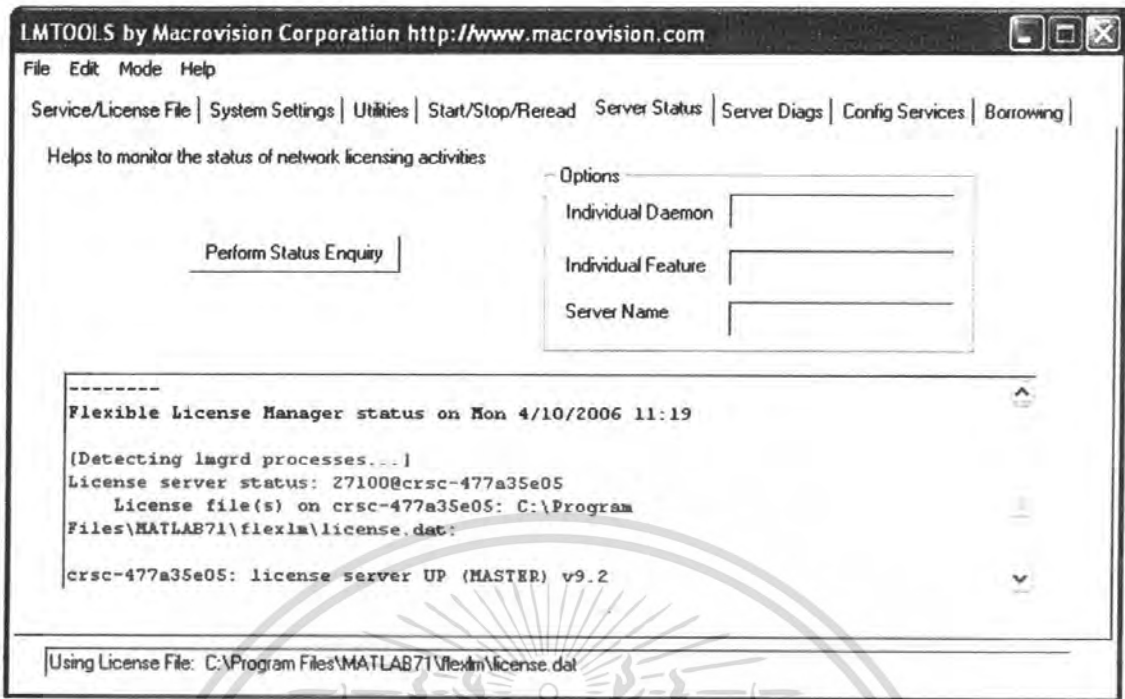 LMTOOLS by Macrovision Corporation http://www.macrovision.com
File Edit Mode Help
Service/License File | System Settings | Utilities | Start/Stop/Reread Server Status | Server Diags | Config Services | Borrowing |
Helps to monitor the status of network licensing activities
Options
Individual Daemon
Perform Status Enquiry
Individual Feature
Server Name
--------
Flexible License Manager status on Mon 4/10/2006 11:19
[Detecting lmgrd processes...]
License server status: 27100@crsc-477a35e05
License file(s) on crsc-477a35e05: C:\Program
Files\MATLAB71\flexlm\license.dat:
crsc-477a35e05: license server UP (MASTER) v9.2
Using License File: C:\Program Files\MATLAB71\flexlm\license.dat